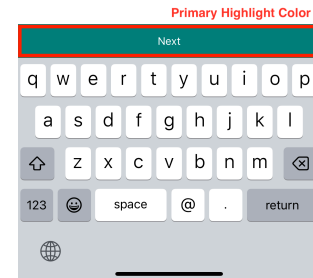 Primary Highlight Color
Next
q w e r t y u i o p
a s d f g h j k l
z x c v b n m
123 space @ . return